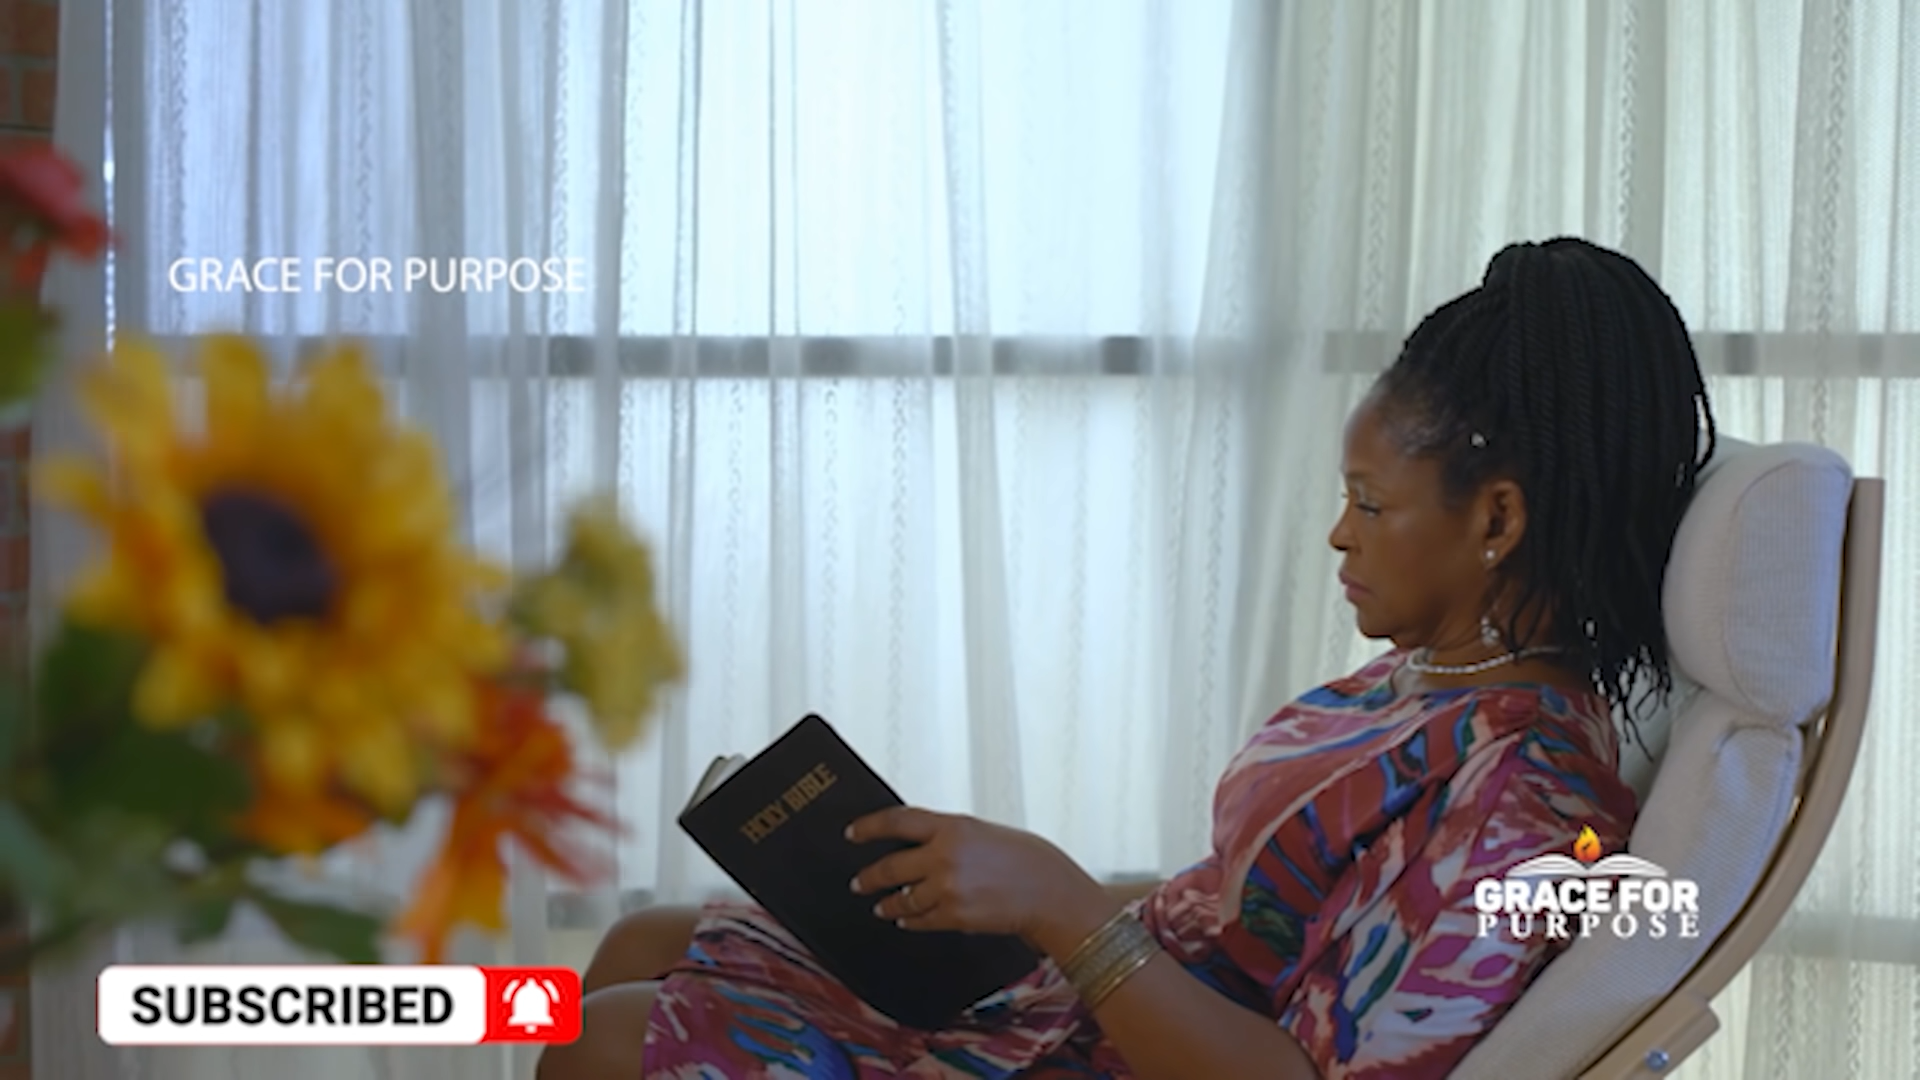 GRACE FOR PURPOSE
HOLY BIBLE
GRACE FOR
PURPOSE
SUBSCRIBED